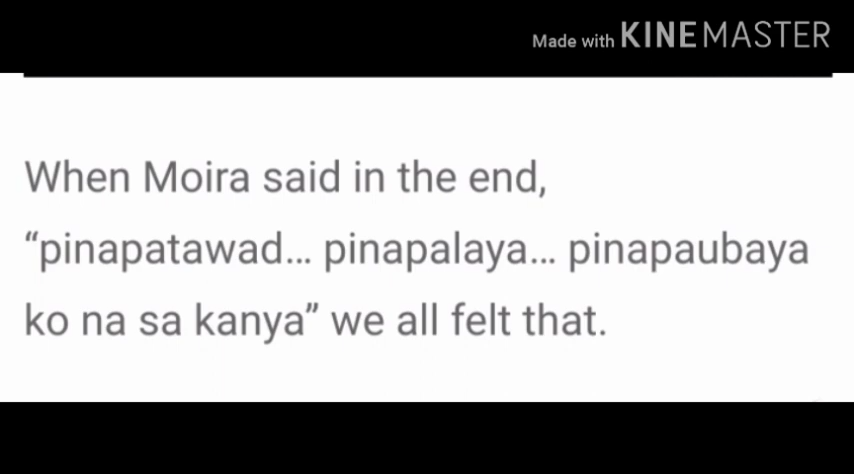 Made with KINEMASTER
When Moira said in the end,
“pinapatawad... pinapalaya... pinapaubaya
ko na sa kanya” we all felt that.